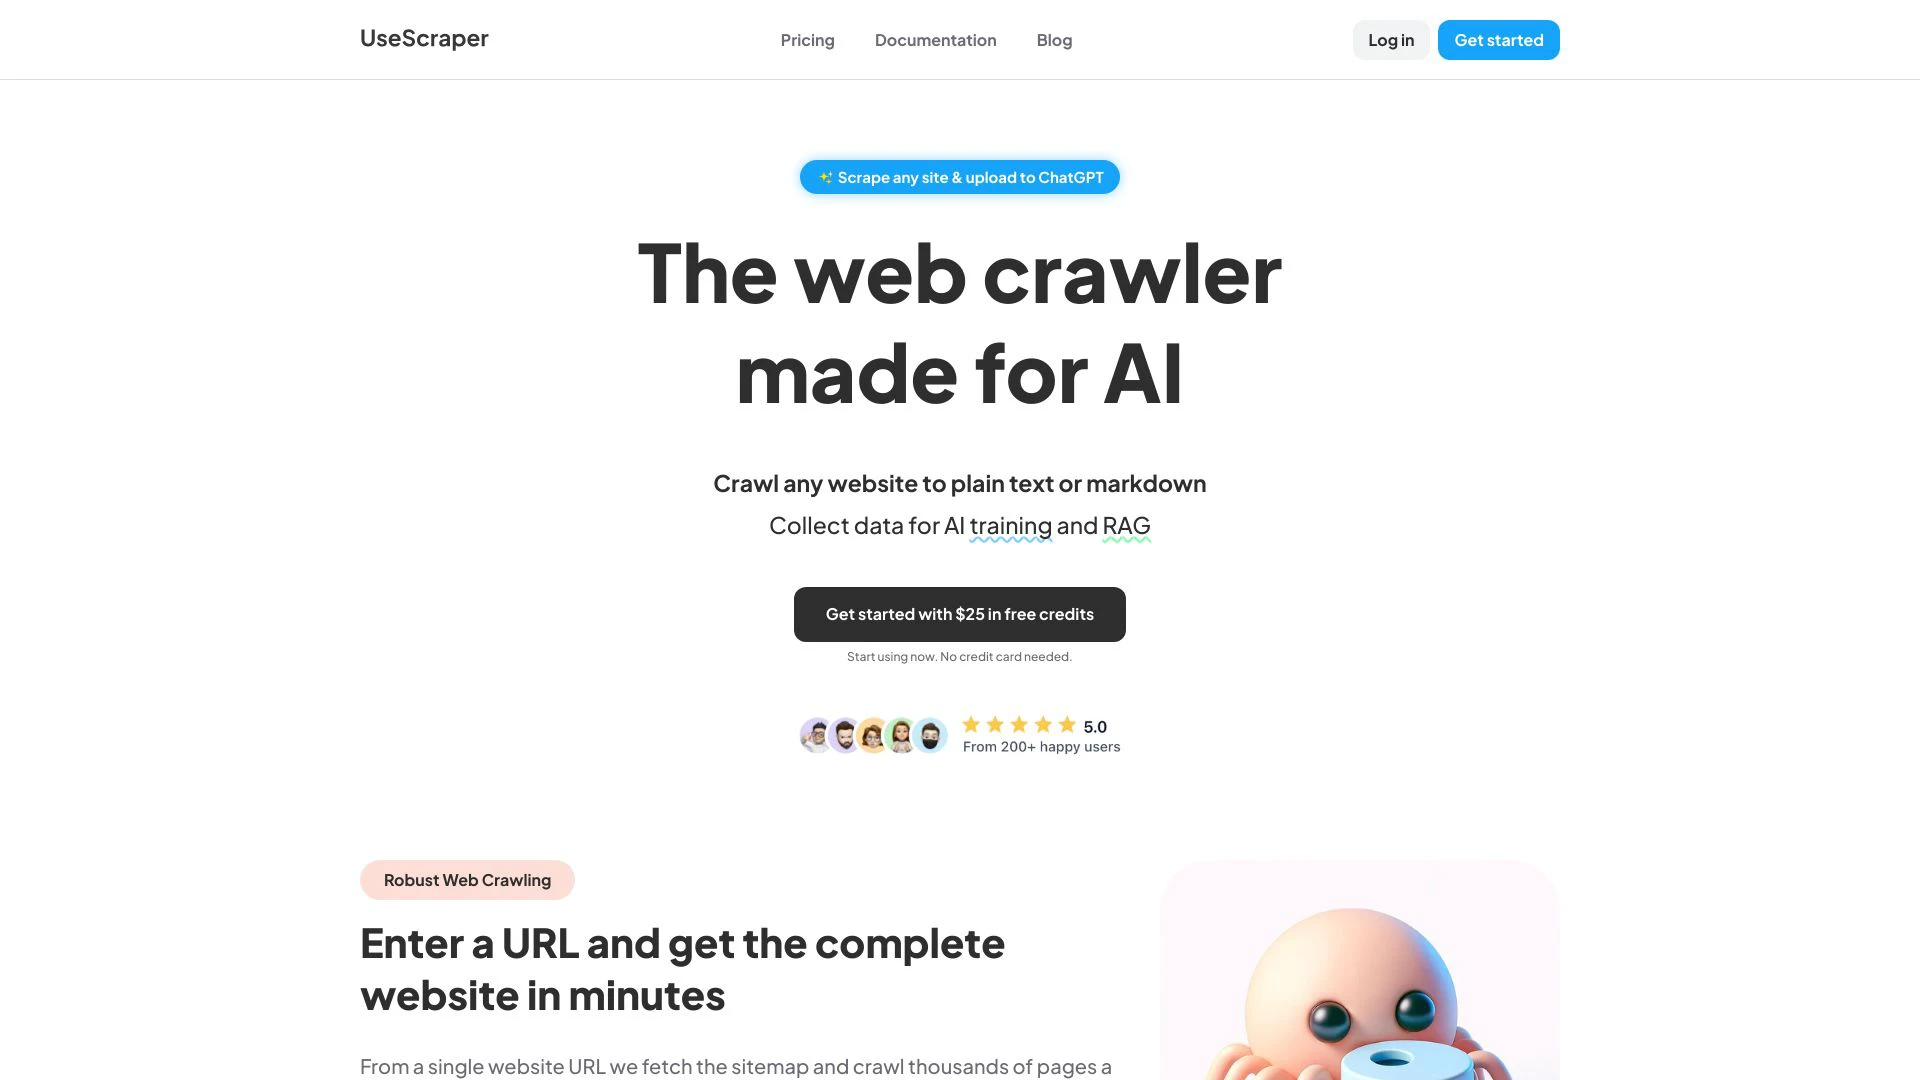 UseScraper
Pricing
Documentation
Blog
Log in
Get started
✨ Scrape any site & upload to ChatGPT
The web crawler
made for AI
Crawl any website to plain text or markdown
Collect data for AI training and RAG
Get started with $25 in free credits
Start using now. No credit card needed.
5.0
From 200+ happy users
Robust Web Crawling
Enter a URL and get the complete
website in minutes
From a single website URL we fetch the sitemap and crawl thousands of pages a